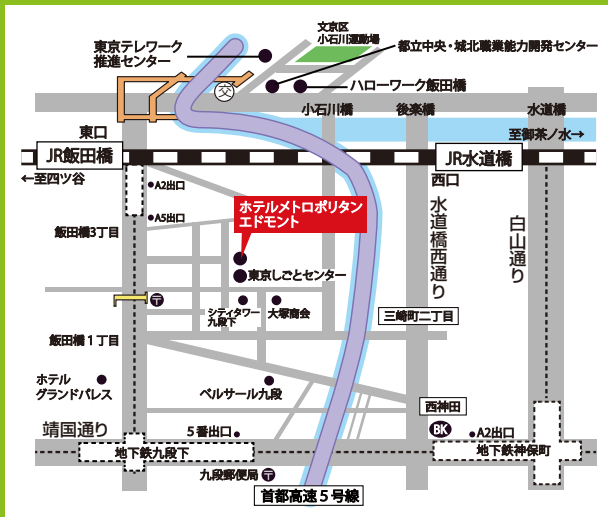 文京区
小石川運動場
東京テレワーク
推進センター
都立中央・城北職業能力開発センター
交
ハローワーク飯田橋
小石川橋
後楽橋
水道橋
東口
至御茶ノ水→
JR飯田橋
JR水道橋
←至四ツ谷
西口
A2出口
ホテルメトロポリタン
エドモント
A5出口
水道橋西通り
白山通り
飯田橋3丁目
東京しごとセンター
〒
シティタワー
九段下
大塚商会
三崎町二丁目
飯田橋1丁目
ホテル
グランドパレス
ベルサール九段
西神田
靖国通り
5番出口
BK
A2出口
地下鉄九段下
地下鉄神保町
九段郵便局
〒
首都高速5号線